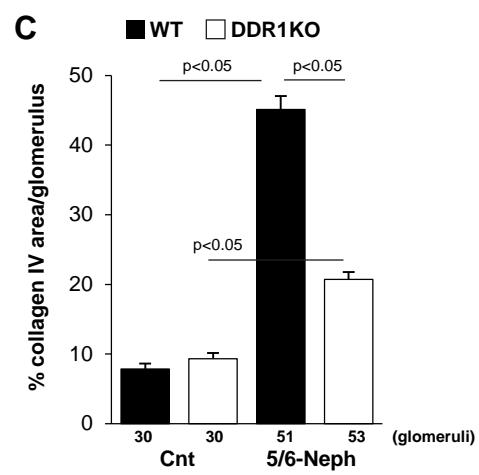 C
WT DDR1KO
% collagen IV area/glomerulus
50
40
30
20
10
0
p<0.05 p<0.05
p<0.05
30 30 51 53 (glomeruli)
Cnt 5/6-Neph